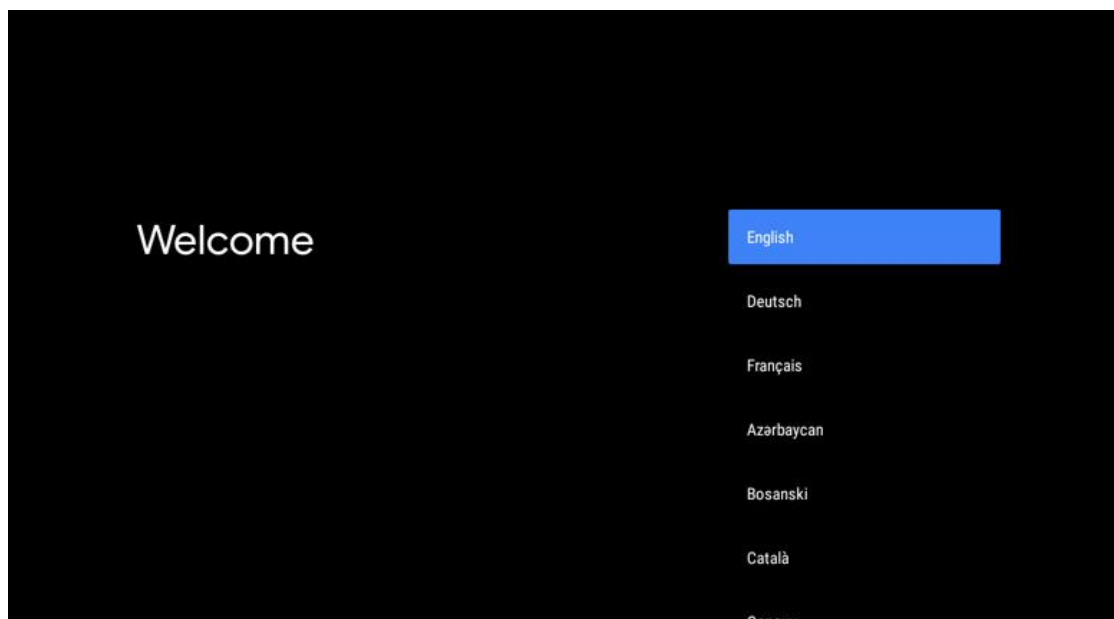 Welcome
English
Deutsch
Français
Azərbaycan
Bosanski
Català